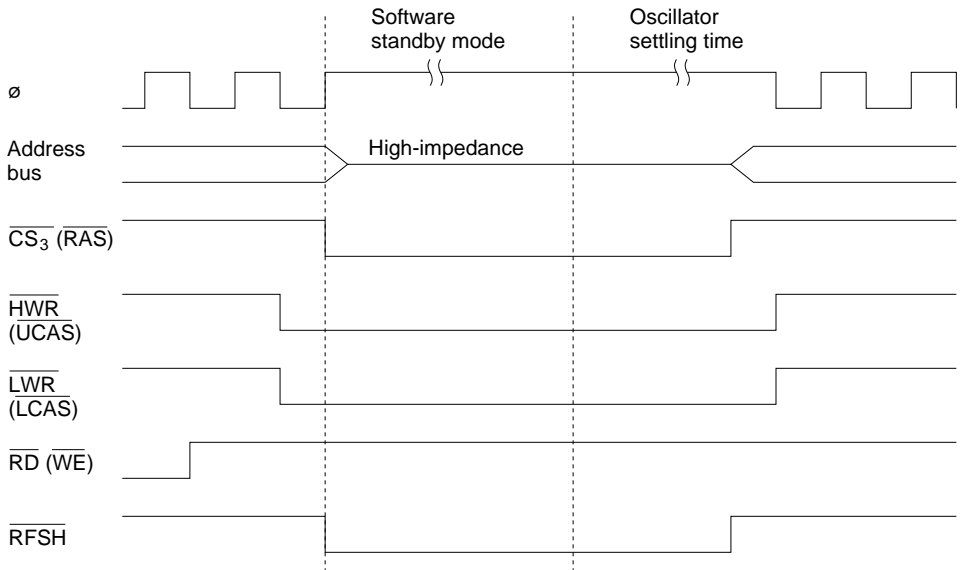 Software
standby mode
Oscillator
settling time
ø
Address
bus
High-impedance
CS3 (RAS)
HWR
(UCAS)
LWR
(LCAS)
RD (WE)
RFSH